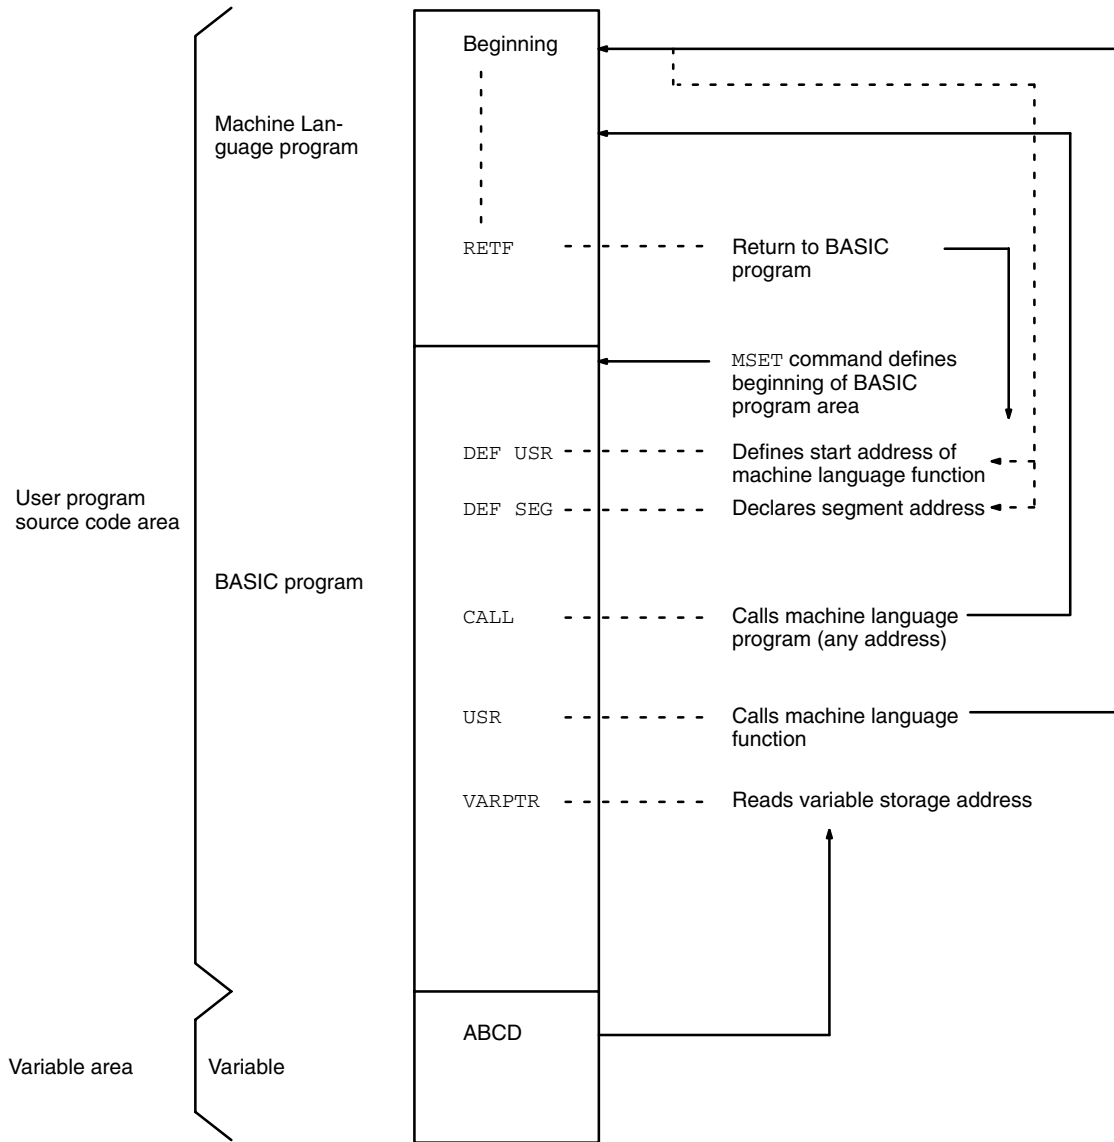 Beginning
Machine Lan-
guage program
RETF
Return to BASIC
program
MSET command defines
beginning of BASIC
program area
DEF USR
Defines start address of
machine language function
User program
source code area
DEF SEG
Declares segment address
BASIC program
CALL
Calls machine language
program (any address)
USR
Calls machine language
function
VARPTR
Reads variable storage address
ABCD
Variable area
Variable